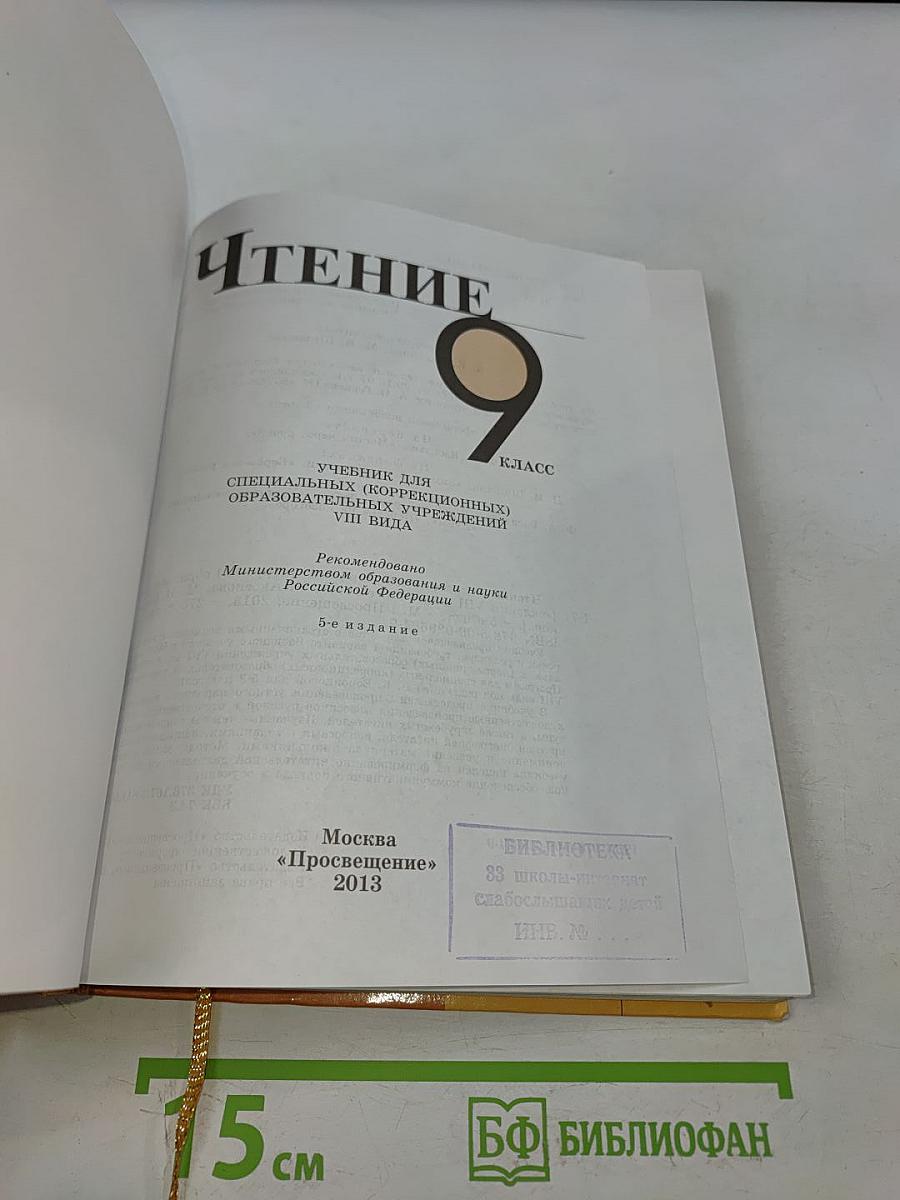 ЧТЕНИЕ
9
КЛАСС
УЧЕБНИК ДЛЯ
СПЕЦИАЛЬНЫХ (КОРРЕКЦИОННЫХ)
ОБРАЗОВАТЕЛЬНЫХ УЧРЕЖДЕНИЙ
VIII ВИДА
Рекомендовано
Министерством образования и науки
Российской Федерации
5-е издание
Москва
«Просвещение»
2013
БИБЛИОТЕКА
33 школы-интернат
слабослышащих детей
ИНВ. № . . .
15 см
БФ БИБЛИОФАН